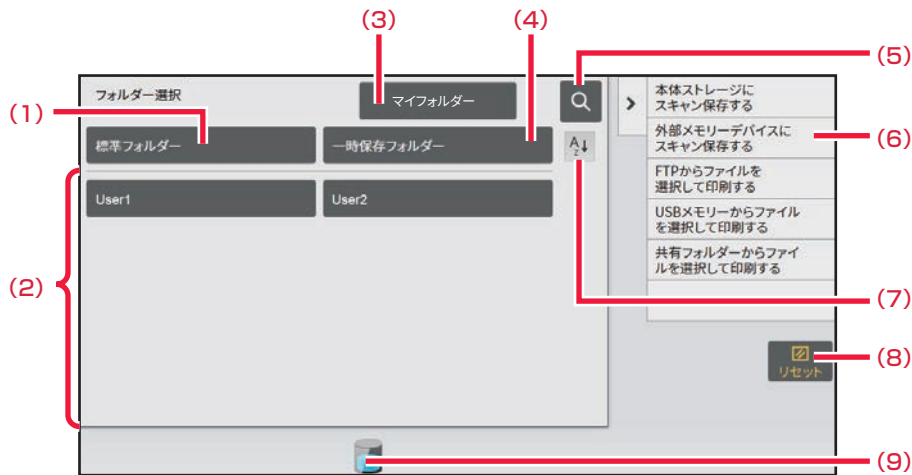 (3)
(4)
(5)
(1)
フォルダー選択
マイフォルダー
本体ストレージに
スキャン保存する
標準フォルダー
一時保存フォルダー
外部メモリーデバイスに
スキャン保存する
(6)
FTPからファイルを
選択して印刷する
User1
User2
USBメモリーからファイル
を選択して印刷する
共有フォルダーからファイ
ルを選択して印刷する
(2)
(7)
リセット
(8)
(9)
A
Z